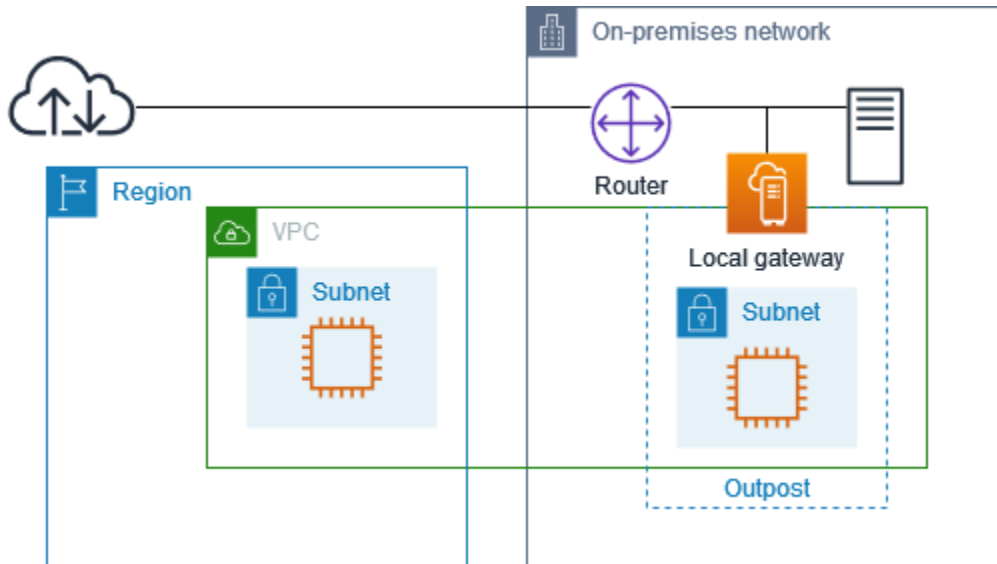 On-premises network
Router
Region
VPC
Local gateway
Subnet
Subnet
Outpost